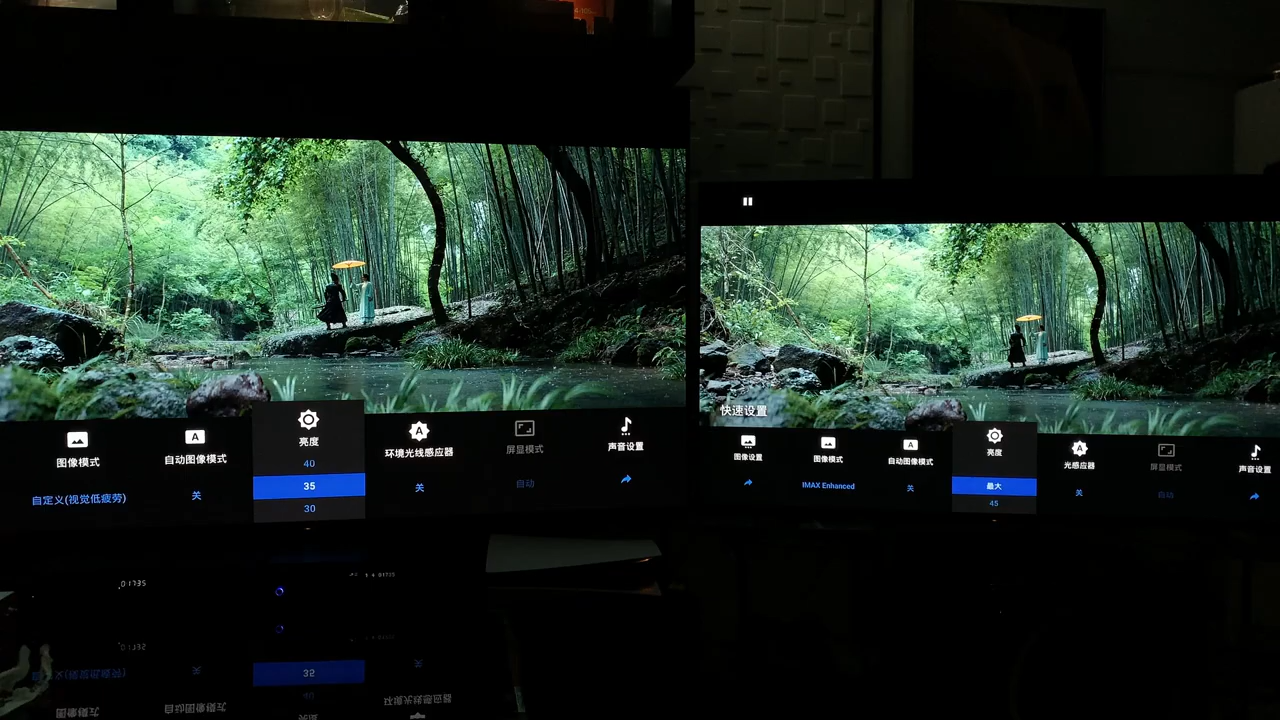 图像模式
自动图像模式
亮度
环境光线感应器
屏显模式
声音设置
40
自定义(视觉低疲劳)
关
35
关
自动
30
快速设置
图像设置
图像模式
自动图像模式
亮度
光感应器
屏显模式
声音设置
IMAX Enhanced
关
最大
关
自动
45